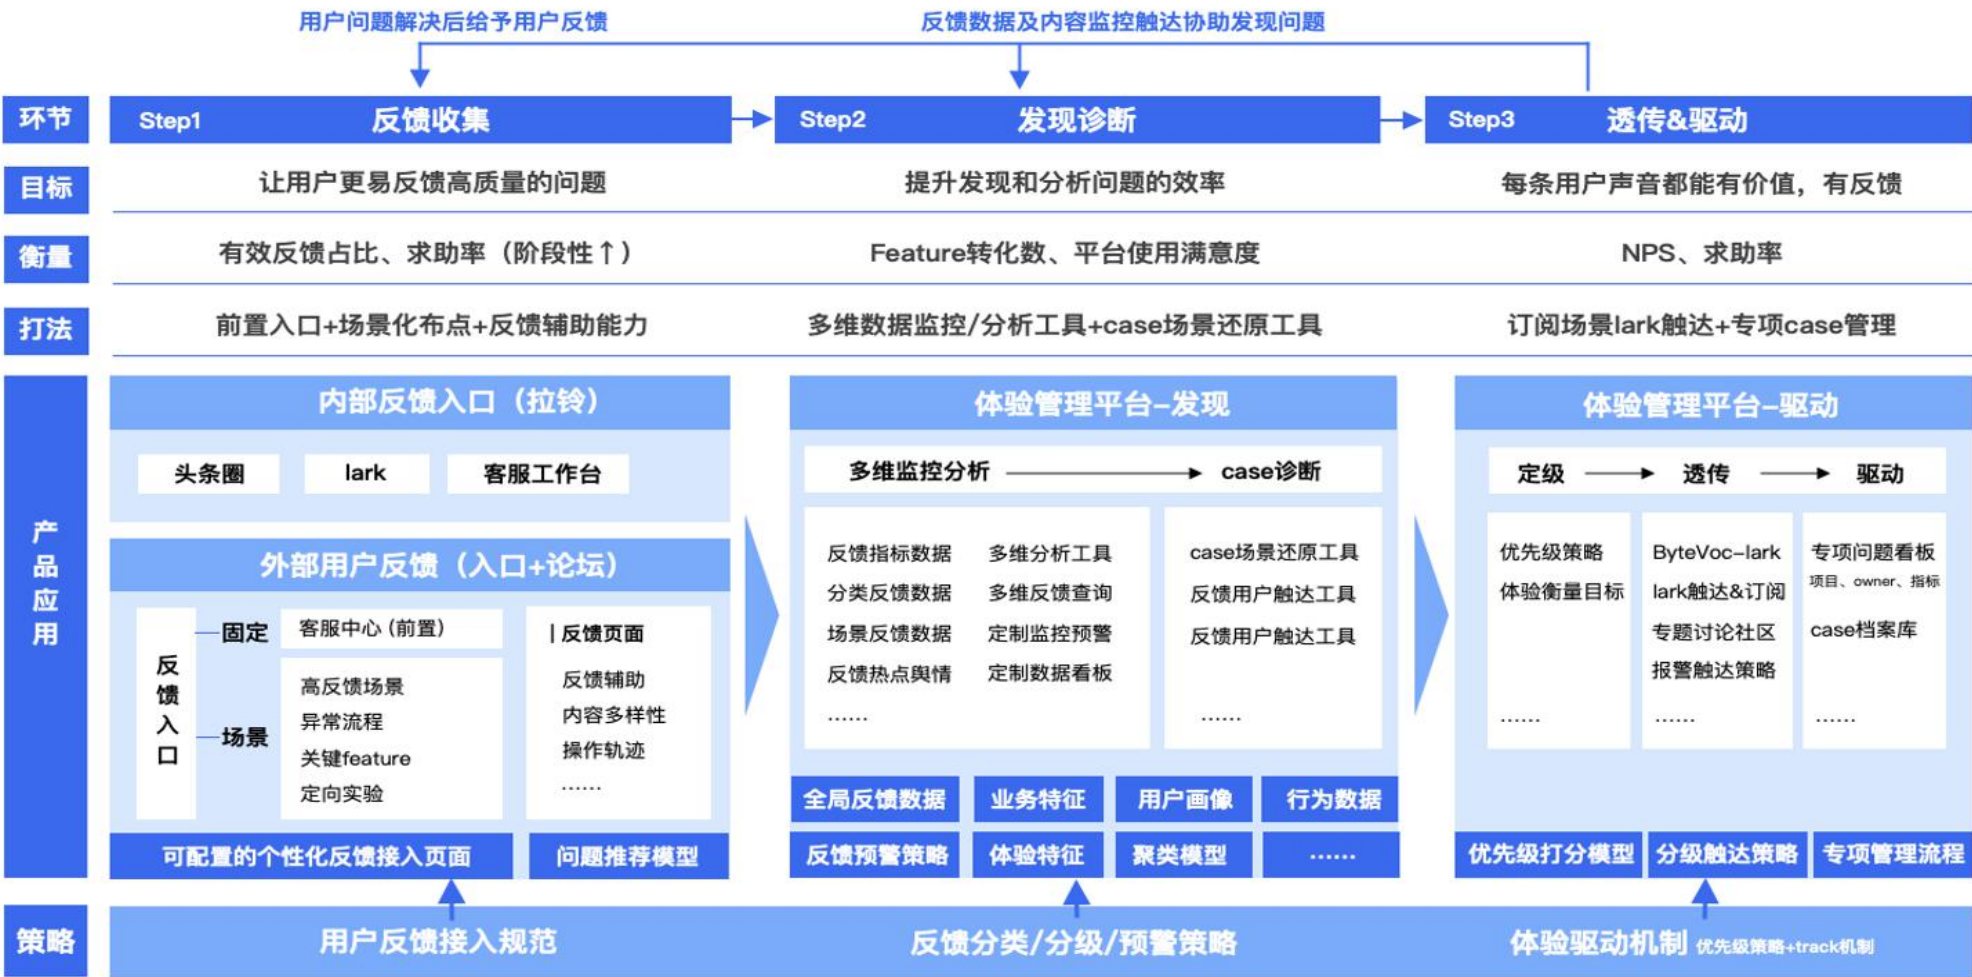 用户问题解决后给予用户反馈
反馈数据及内容监控触达协助发现问题
环节
Step1 反馈收集
Step2 发现诊断
Step3 透传&驱动
目标
让用户更易反馈高质量的问题
提升发现和分析问题的效率
每条用户声音都能有价值，有反馈
衡量
有效反馈占比、求助率（阶段性↑）
Feature转化数、平台使用满意度
NPS、求助率
打法
前置入口+场景化布点+反馈辅助能力
多维数据监控/分析工具+case场景还原工具
订阅场景lark触达+专项case管理
产品应用
内部反馈入口（拉铃）
头条圈
lark
客服工作台
外部用户反馈（入口+论坛）
反馈入口
固定
客服中心 (前置)
场景
高反馈场景
异常流程
关键feature
定向实验
| 反馈页面
反馈辅助
内容多样性
操作轨迹
......
可配置的个性化反馈接入页面
问题推荐模型
体验管理平台-发现
多维监控分析
case诊断
反馈指标数据
分类反馈数据
场景反馈数据
反馈热点舆情
......
多维分析工具
多维反馈查询
定制监控预警
定制数据看板
case场景还原工具
反馈用户触达工具
反馈用户触达工具
......
全局反馈数据
业务特征
用户画像
行为数据
反馈预警策略
体验特征
聚类模型
......
体验管理平台-驱动
定级
透传
驱动
优先级策略
体验衡量目标
......
ByteVoc-lark
lark触达&订阅
专题讨论社区
报警触达策略
......
专项问题看板
项目、owner、指标
case档案库
......
优先级打分模型
分级触达策略
专项管理流程
策略
用户反馈接入规范
反馈分类/分级/预警策略
体验驱动机制 优先级策略+track机制